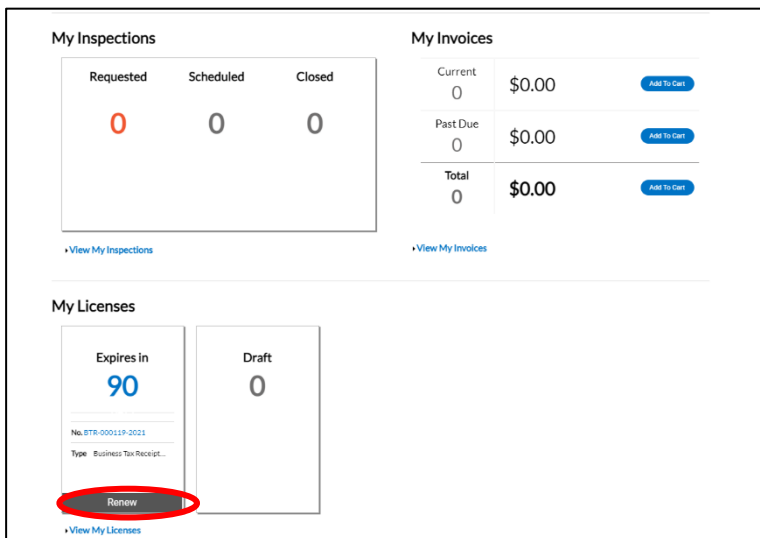 My Inspections
Requested Scheduled Closed
0 0 0
View My Inspections
My Invoices
Current
0
$0.00
Add To Cart
Past Due
0
$0.00
Add To Cart
Total
0
$0.00
Add To Cart
View My Invoices
My Licenses
Expires in
90
No. BTR-000119-2021
Type Business Tax Receipt...
Renew
Draft
0
View My Licenses